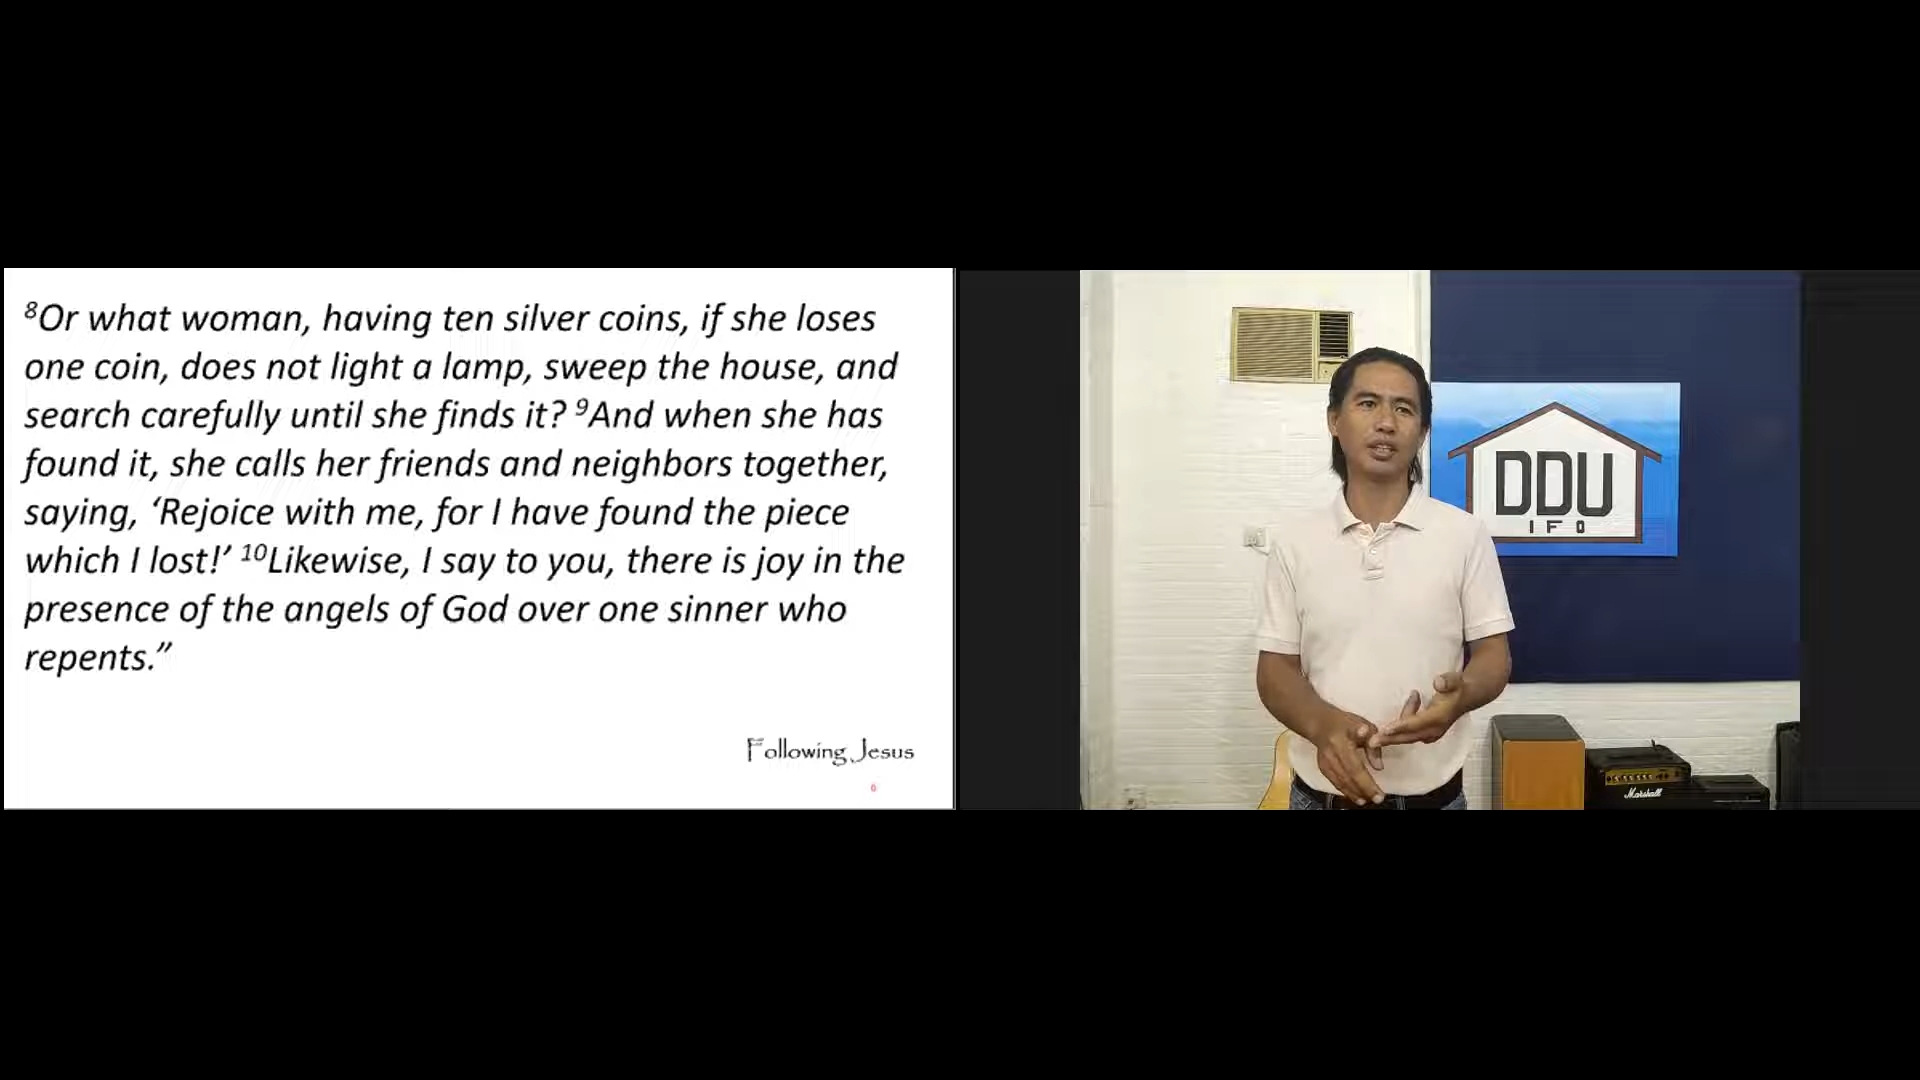 ⁸Or what woman, having ten silver coins, if she loses
one coin, does not light a lamp, sweep the house, and
search carefully until she finds it? ⁹And when she has
found it, she calls her friends and neighbors together,
saying, ‘Rejoice with me, for I have found the piece
which I lost!’ ¹⁰Likewise, I say to you, there is joy in the
presence of the angels of God over one sinner who
repents.”
Following Jesus
6
DDU
IFO
Marshall